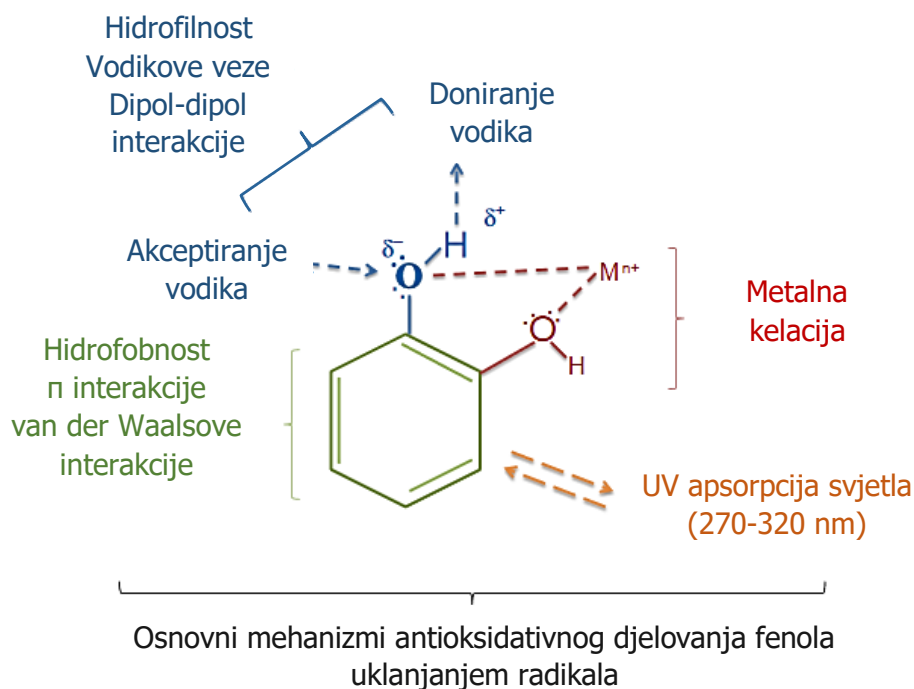 Hidrofilnost
Vodikove veze
Dipol-dipol
interakcije
Doniranje
vodika
δ⁺
δ⁻
H
Akceptiranje
vodika
O
Mⁿ⁺
O
H
Metalna
kelacija
Hidrofobnost
π interakcije
van der Waalsove
interakcije
UV apsorpcija svjetla
(270-320 nm)
Osnovni mehanizmi antioksidativnog djelovanja fenola
uklanjanjem radikala